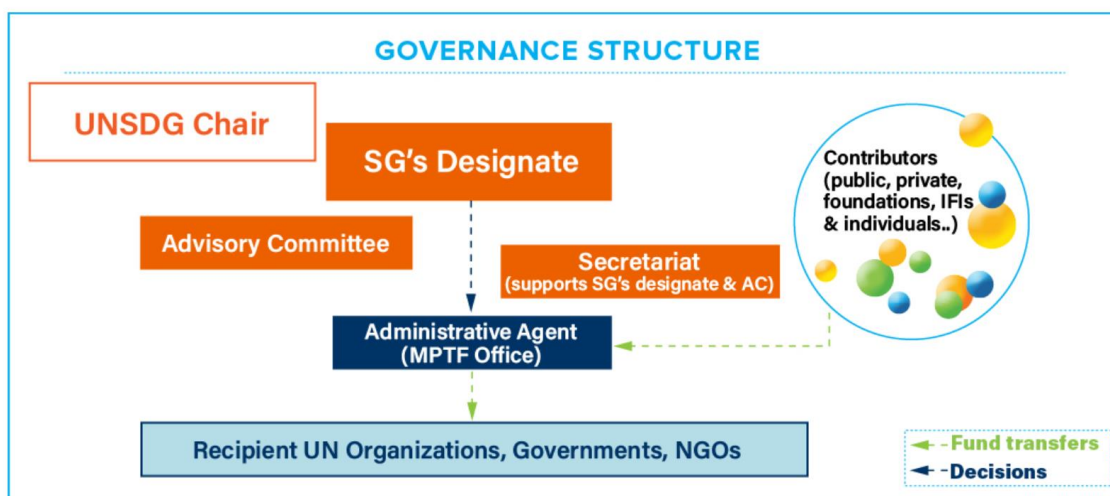 GOVERNANCE STRUCTURE
UNSDG Chair
SG's Designate
Advisory Committee
Secretariat
(supports SG's designate & AC)
Contributors
(public, private,
foundations, IFIs
& individuals..)
Administrative Agent
(MPTF Office)
Recipient UN Organizations, Governments, NGOs
Fund transfers
Decisions